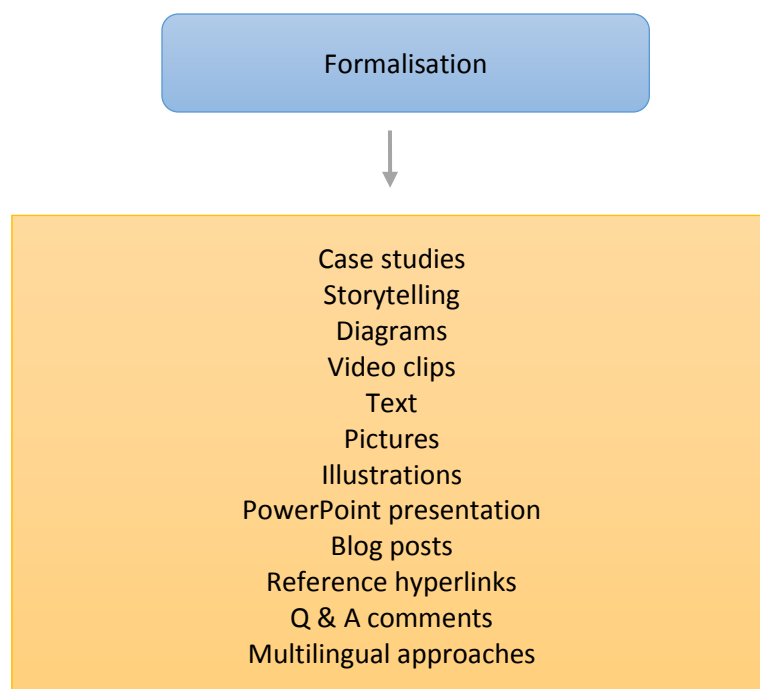 Formalisation
Case studies
Storytelling
Diagrams
Video clips
Text
Pictures
Illustrations
PowerPoint presentation
Blog posts
Reference hyperlinks
Q & A comments
Multilingual approaches